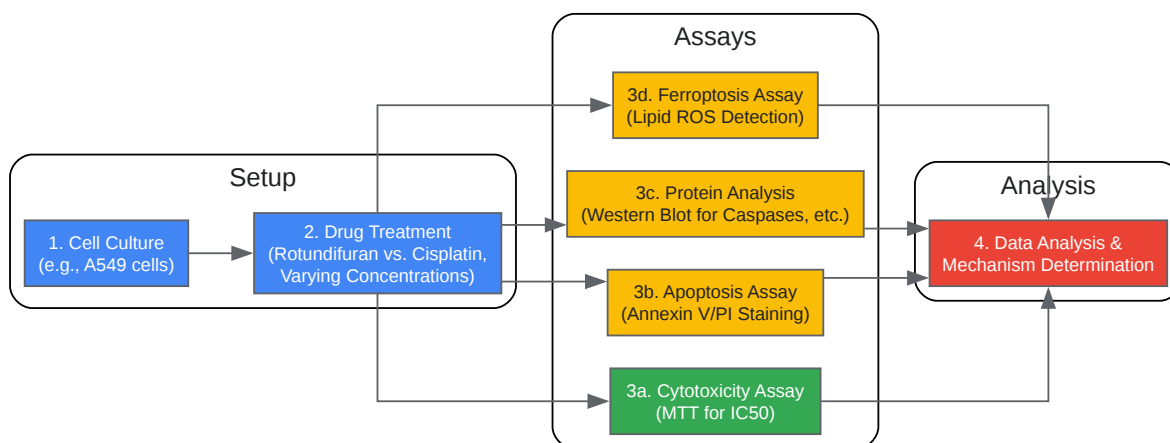 Assays
3d. Ferroptosis Assay
(Lipid ROS Detection)
Setup
3c. Protein Analysis
(Western Blot for Caspases, etc.)
Analysis
1. Cell Culture
(e.g., A549 cells)
2. Drug Treatment
(Rotundifuran vs. Cisplatin,
Varying Concentrations)
4. Data Analysis &
Mechanism Determination
3b. Apoptosis Assay
(Annexin V/PI Staining)
3a. Cytotoxicity Assay
(MTT for IC50)